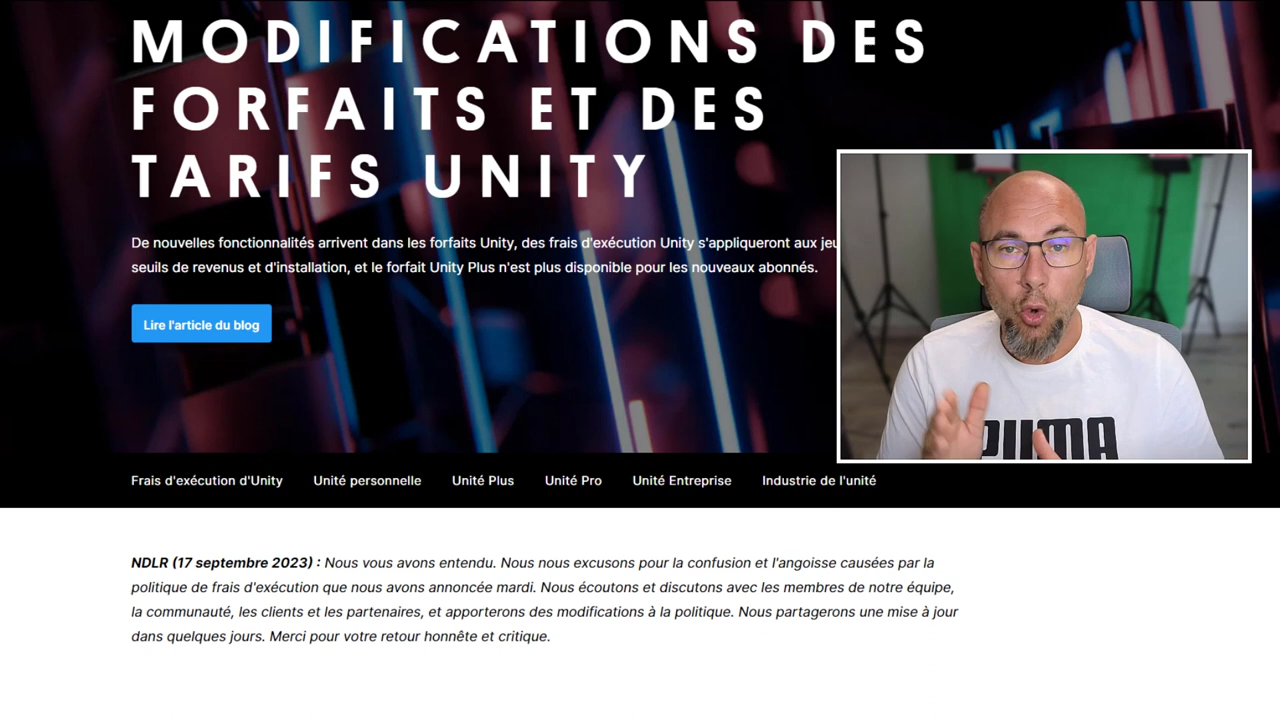 MODIFICATIONS DES
FORFAITS ET DES
TARIFS UNITY
De nouvelles fonctionnalités arrivent dans les forfaits Unity, des frais d'exécution Unity s'appliqueront aux
seuils de revenus et d'installation, et le forfait Unity Plus n'est plus disponible pour les nouveaux abonnés.
Lire l'article du blog
PUMA
Frais d'exécution d'Unity Unité personnelle Unité Plus Unité Pro Unité Entreprise Industrie de l'unité
NDLR (17 septembre 2023) : Nous vous avons entendu. Nous nous excusons pour la confusion et l'angoisse causées par la
politique de frais d'exécution que nous avons annoncée mardi. Nous écoutons et discutons avec les membres de notre équipe,
la communauté, les clients et les partenaires, et apporterons des modifications à la politique. Nous partagerons une mise à jour
dans quelques jours. Merci pour votre retour honnête et critique.